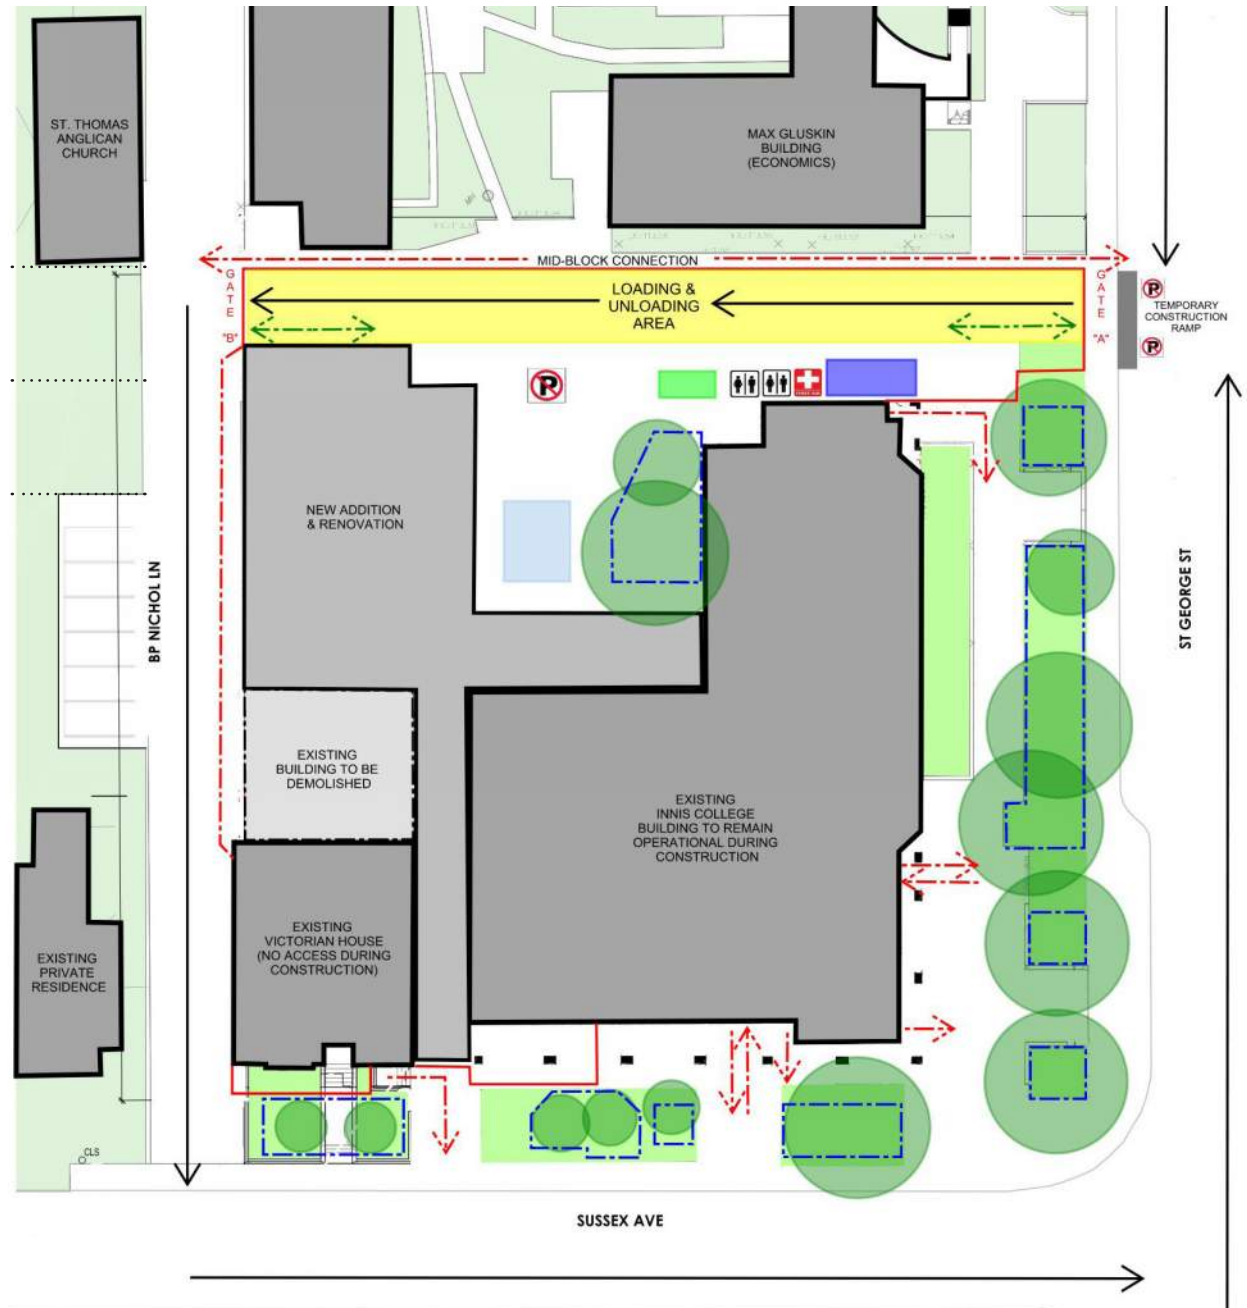 ST. THOMAS
ANGLICAN
CHURCH
MAX GLUSKIN
BUILDING
(ECONOMICS)
MID-BLOCK CONNECTION
GATE
"B"
LOADING &
UNLOADING
AREA
GATE
"A"
P
TEMPORARY
CONSTRUCTION
RAMP
P
P
NEW ADDITION
& RENOVATION
BP NICHOL LN
ST GEORGE ST
EXISTING
BUILDING TO BE
DEMOLISHED
EXISTING
INNIS COLLEGE
BUILDING TO REMAIN
OPERATIONAL DURING
CONSTRUCTION
EXISTING
VICTORIAN HOUSE
(NO ACCESS DURING
CONSTRUCTION)
EXISTING
PRIVATE
RESIDENCE
CLS
SUSSEX AVE